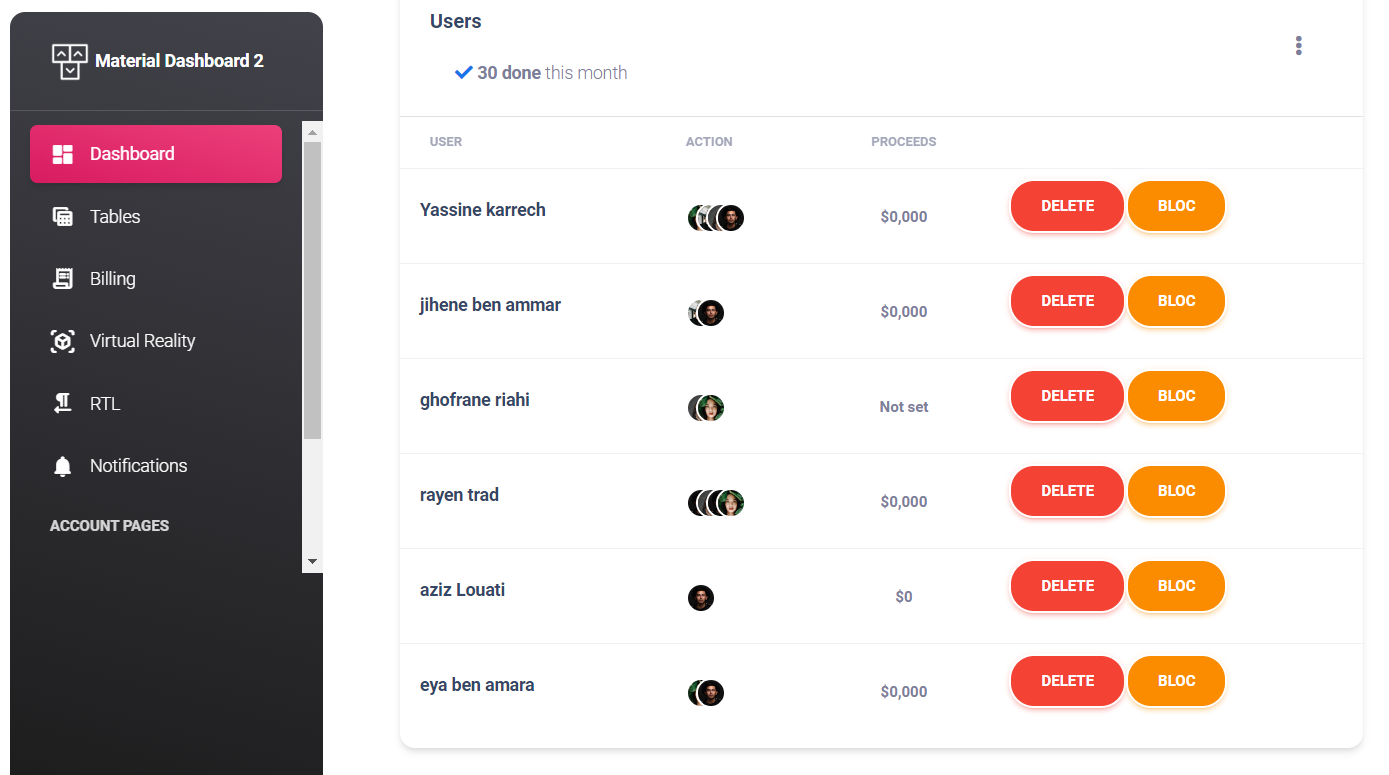 Material Dashboard 2
Dashboard
Tables
Billing
Virtual Reality
RTL
Notifications
ACCOUNT PAGES
Users
30 done this month
USER ACTION PROCEEDS
Yassine karrech $0,000 DELETE BLOC
jihene ben ammar $0,000 DELETE BLOC
ghofrane riahi Not set DELETE BLOC
rayen trad $0,000 DELETE BLOC
aziz Louati $0 DELETE BLOC
eya ben amara $0,000 DELETE BLOC